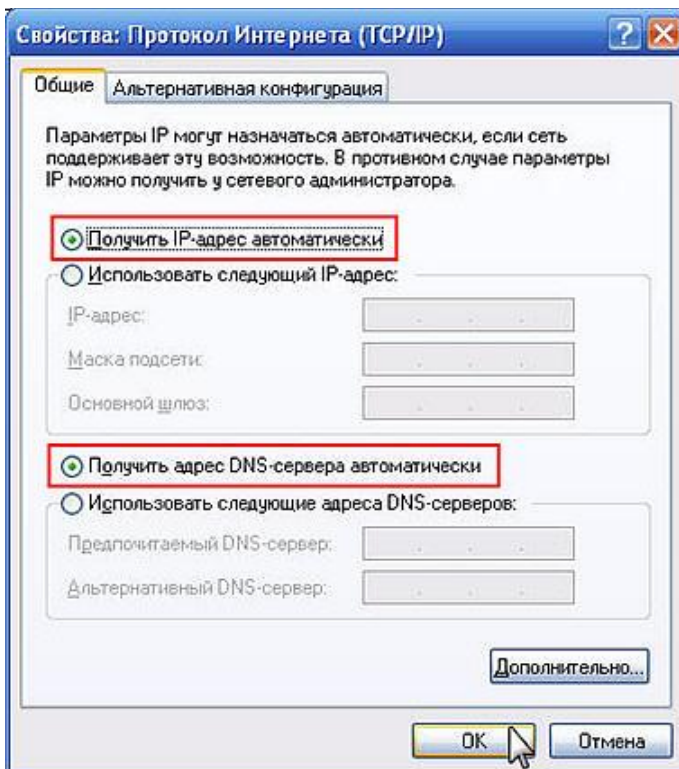 Свойства: Протокол Интернета (TCP/IP)
Общие
Альтернативная конфигурация
Параметры IP могут назначаться автоматически, если сеть
поддерживает эту возможность. В противном случае параметры
IP можно получить у сетевого администратора.
Получить IP-адрес автоматически
Использовать следующий IP-адрес:
IP-адрес:
Маска подсети:
Основной шлюз:
Получить адрес DNS-сервера автоматически
Использовать следующие адреса DNS-серверов:
Предпочитаемый DNS-сервер:
Альтернативный DNS-сервер:
Дополнительно...
OK
Отмена